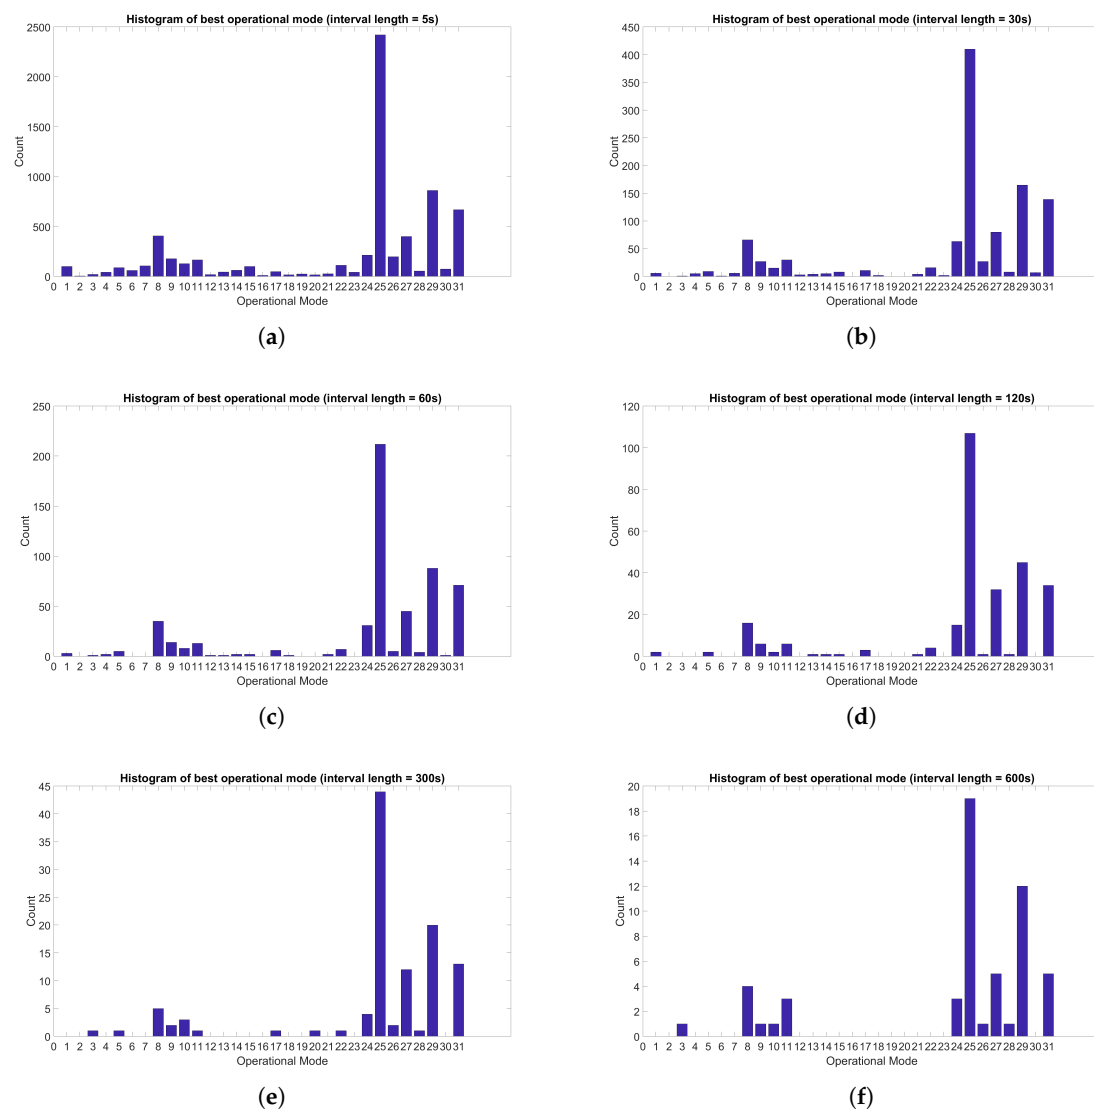 Histogram of best operational mode (interval length = 5s)
2500
2000
1500
1000
500
0
Count
0 1 2 3 4 5 6 7 8 9 10 11 12 13 14 15 16 17 18 19 20 21 22 23 24 25 26 27 28 29 30 31
Operational Mode
(a)
Histogram of best operational mode (interval length = 30s)
450
400
350
300
250
200
150
100
50
0
Count
0 1 2 3 4 5 6 7 8 9 10 11 12 13 14 15 16 17 18 19 20 21 22 23 24 25 26 27 28 29 30 31
Operational Mode
(b)
Histogram of best operational mode (interval length = 60s)
250
200
150
100
50
0
Count
0 1 2 3 4 5 6 7 8 9 10 11 12 13 14 15 16 17 18 19 20 21 22 23 24 25 26 27 28 29 30 31
Operational Mode
(c)
Histogram of best operational mode (interval length = 120s)
120
100
80
60
40
20
0
Count
0 1 2 3 4 5 6 7 8 9 10 11 12 13 14 15 16 17 18 19 20 21 22 23 24 25 26 27 28 29 30 31
Operational Mode
(d)
Histogram of best operational mode (interval length = 300s)
45
40
35
30
25
20
15
10
5
0
Count
0 1 2 3 4 5 6 7 8 9 10 11 12 13 14 15 16 17 18 19 20 21 22 23 24 25 26 27 28 29 30 31
Operational Mode
(e)
Histogram of best operational mode (interval length = 600s)
20
18
16
14
12
10
8
6
4
2
0
Count
0 1 2 3 4 5 6 7 8 9 10 11 12 13 14 15 16 17 18 19 20 21 22 23 24 25 26 27 28 29 30 31
Operational Mode
(f)